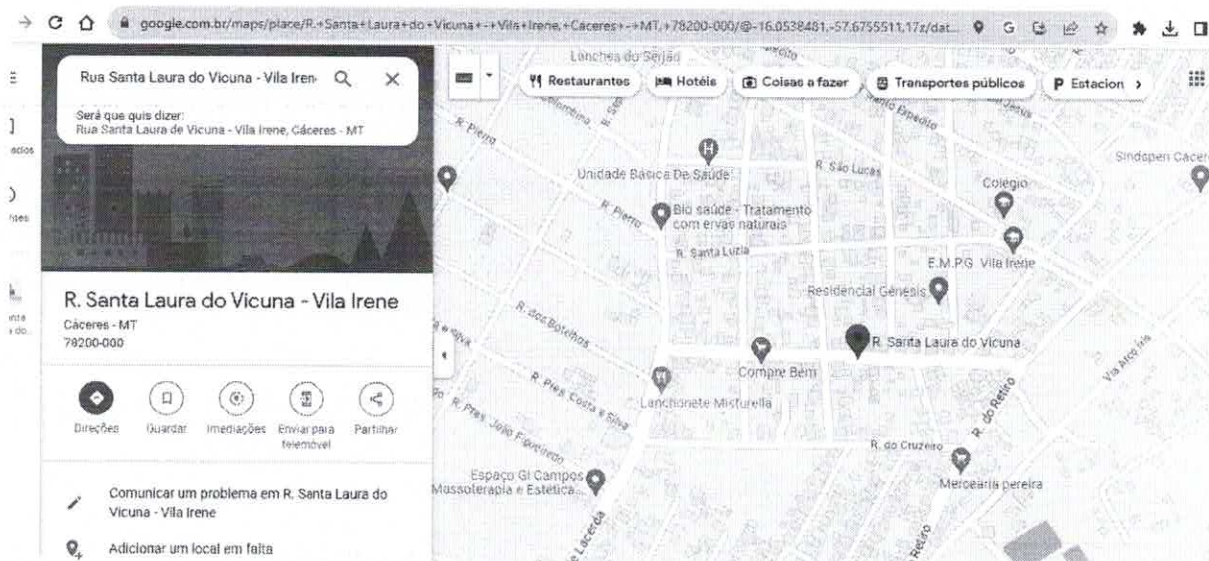 google.com.br/maps/place/R.+Santa+Laura+do+Vicuna+-+Vila+Irene,+Cáceres+-+MT,+78200-000/@-16.0538481,-57.6755511,17z/dat...
Rua Santa Laura do Vicuna - Vila Iren
Será que quis dizer:
Rua Santa Laura de Vicuna - Vila Irene, Cáceres - MT
R. Santa Laura do Vicuna - Vila Irene
Cáceres - MT
78200-000
Direções
Guardar
Imediações
Enviar para
telemóvel
Partilhar
Comunicar um problema em R. Santa Laura do
Vicuna - Vila Irene
Adicionar um local em falta
Restaurantes
Hotéis
Coisas a fazer
Transportes públicos
P Estacion
Lanches do Serjão
R. Pierro
Unidade Básica De Saúde
R. São Lucas
Colégio
R. Pierro
Bio saúde - Tratamento
com ervas naturais
R. Santa Luzia
E.M.P.G. Vila Irene
Residencial Gênesis
R. dos Botelhos
R. Santa Laura do Vicuna
Compre Bem
Via Arco Iris
Lanchonete Misturella
R. Pres. Costa e Silva
R. do Retiro
R. Pres. João Figueiredo
R. do Cruzeiro
Espaço GI Campos
Massoterapia e Estética...
Mercearia pereira
e Lacerda
Retiro